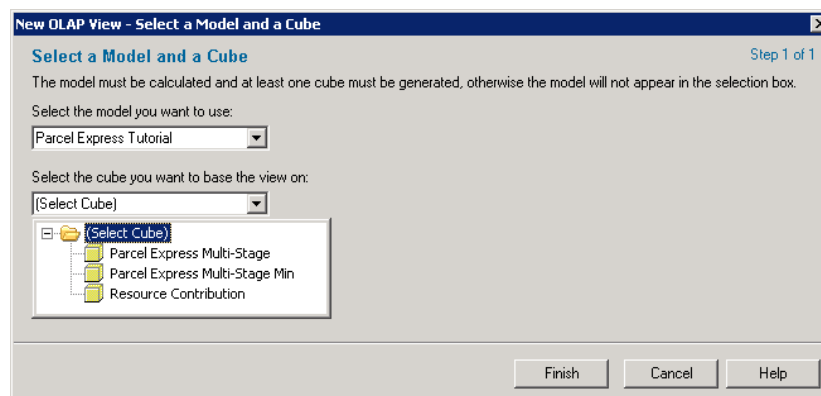 New OLAP View - Select a Model and a Cube
Select a Model and a Cube
Step 1 of 1
The model must be calculated and at least one cube must be generated, otherwise the model will not appear in the selection box.
Select the model you want to use:
Parcel Express Tutorial
Select the cube you want to base the view on:
(Select Cube)
(Select Cube)
Parcel Express Multi-Stage
Parcel Express Multi-Stage Min
Resource Contribution
Finish
Cancel
Help